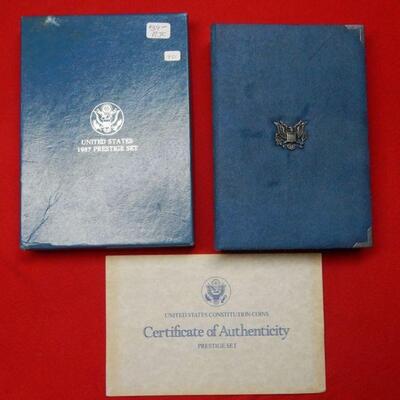 UNITED STATES
1987 PRESTIGE SET
UNITED STATES CONSTITUTION COINS
Certificate of Authenticity
PRESTIGE SET